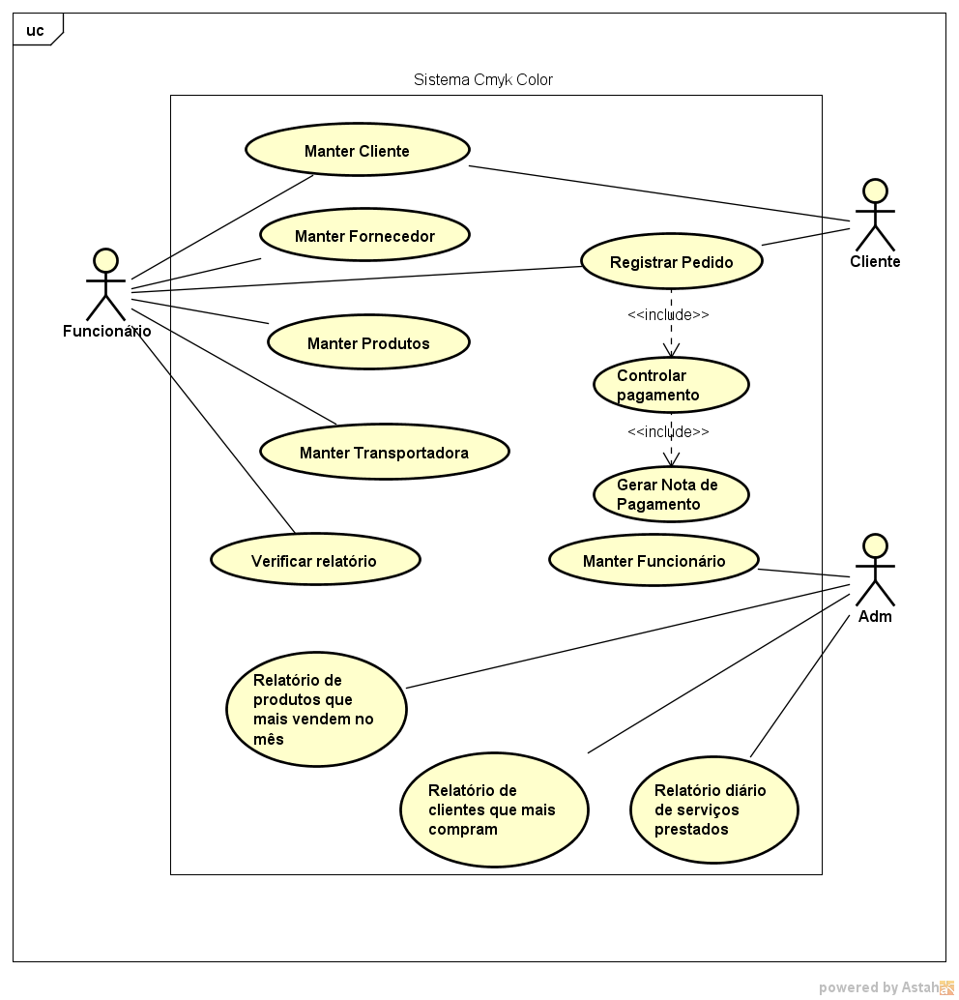 uc
Sistema Cmyk Color
Manter Cliente
Manter Fornecedor
Registrar Pedido
Cliente
<<include>>
Funcionário
Manter Produtos
Controlar
pagamento
<<include>>
Manter Transportadora
Gerar Nota de
Pagamento
Verificar relatório
Manter Funcionário
Adm
Relatório de
produtos que
mais vendem no
mês
Relatório de
clientes que mais
compram
Relatório diário
de serviços
prestados
powered by Astah